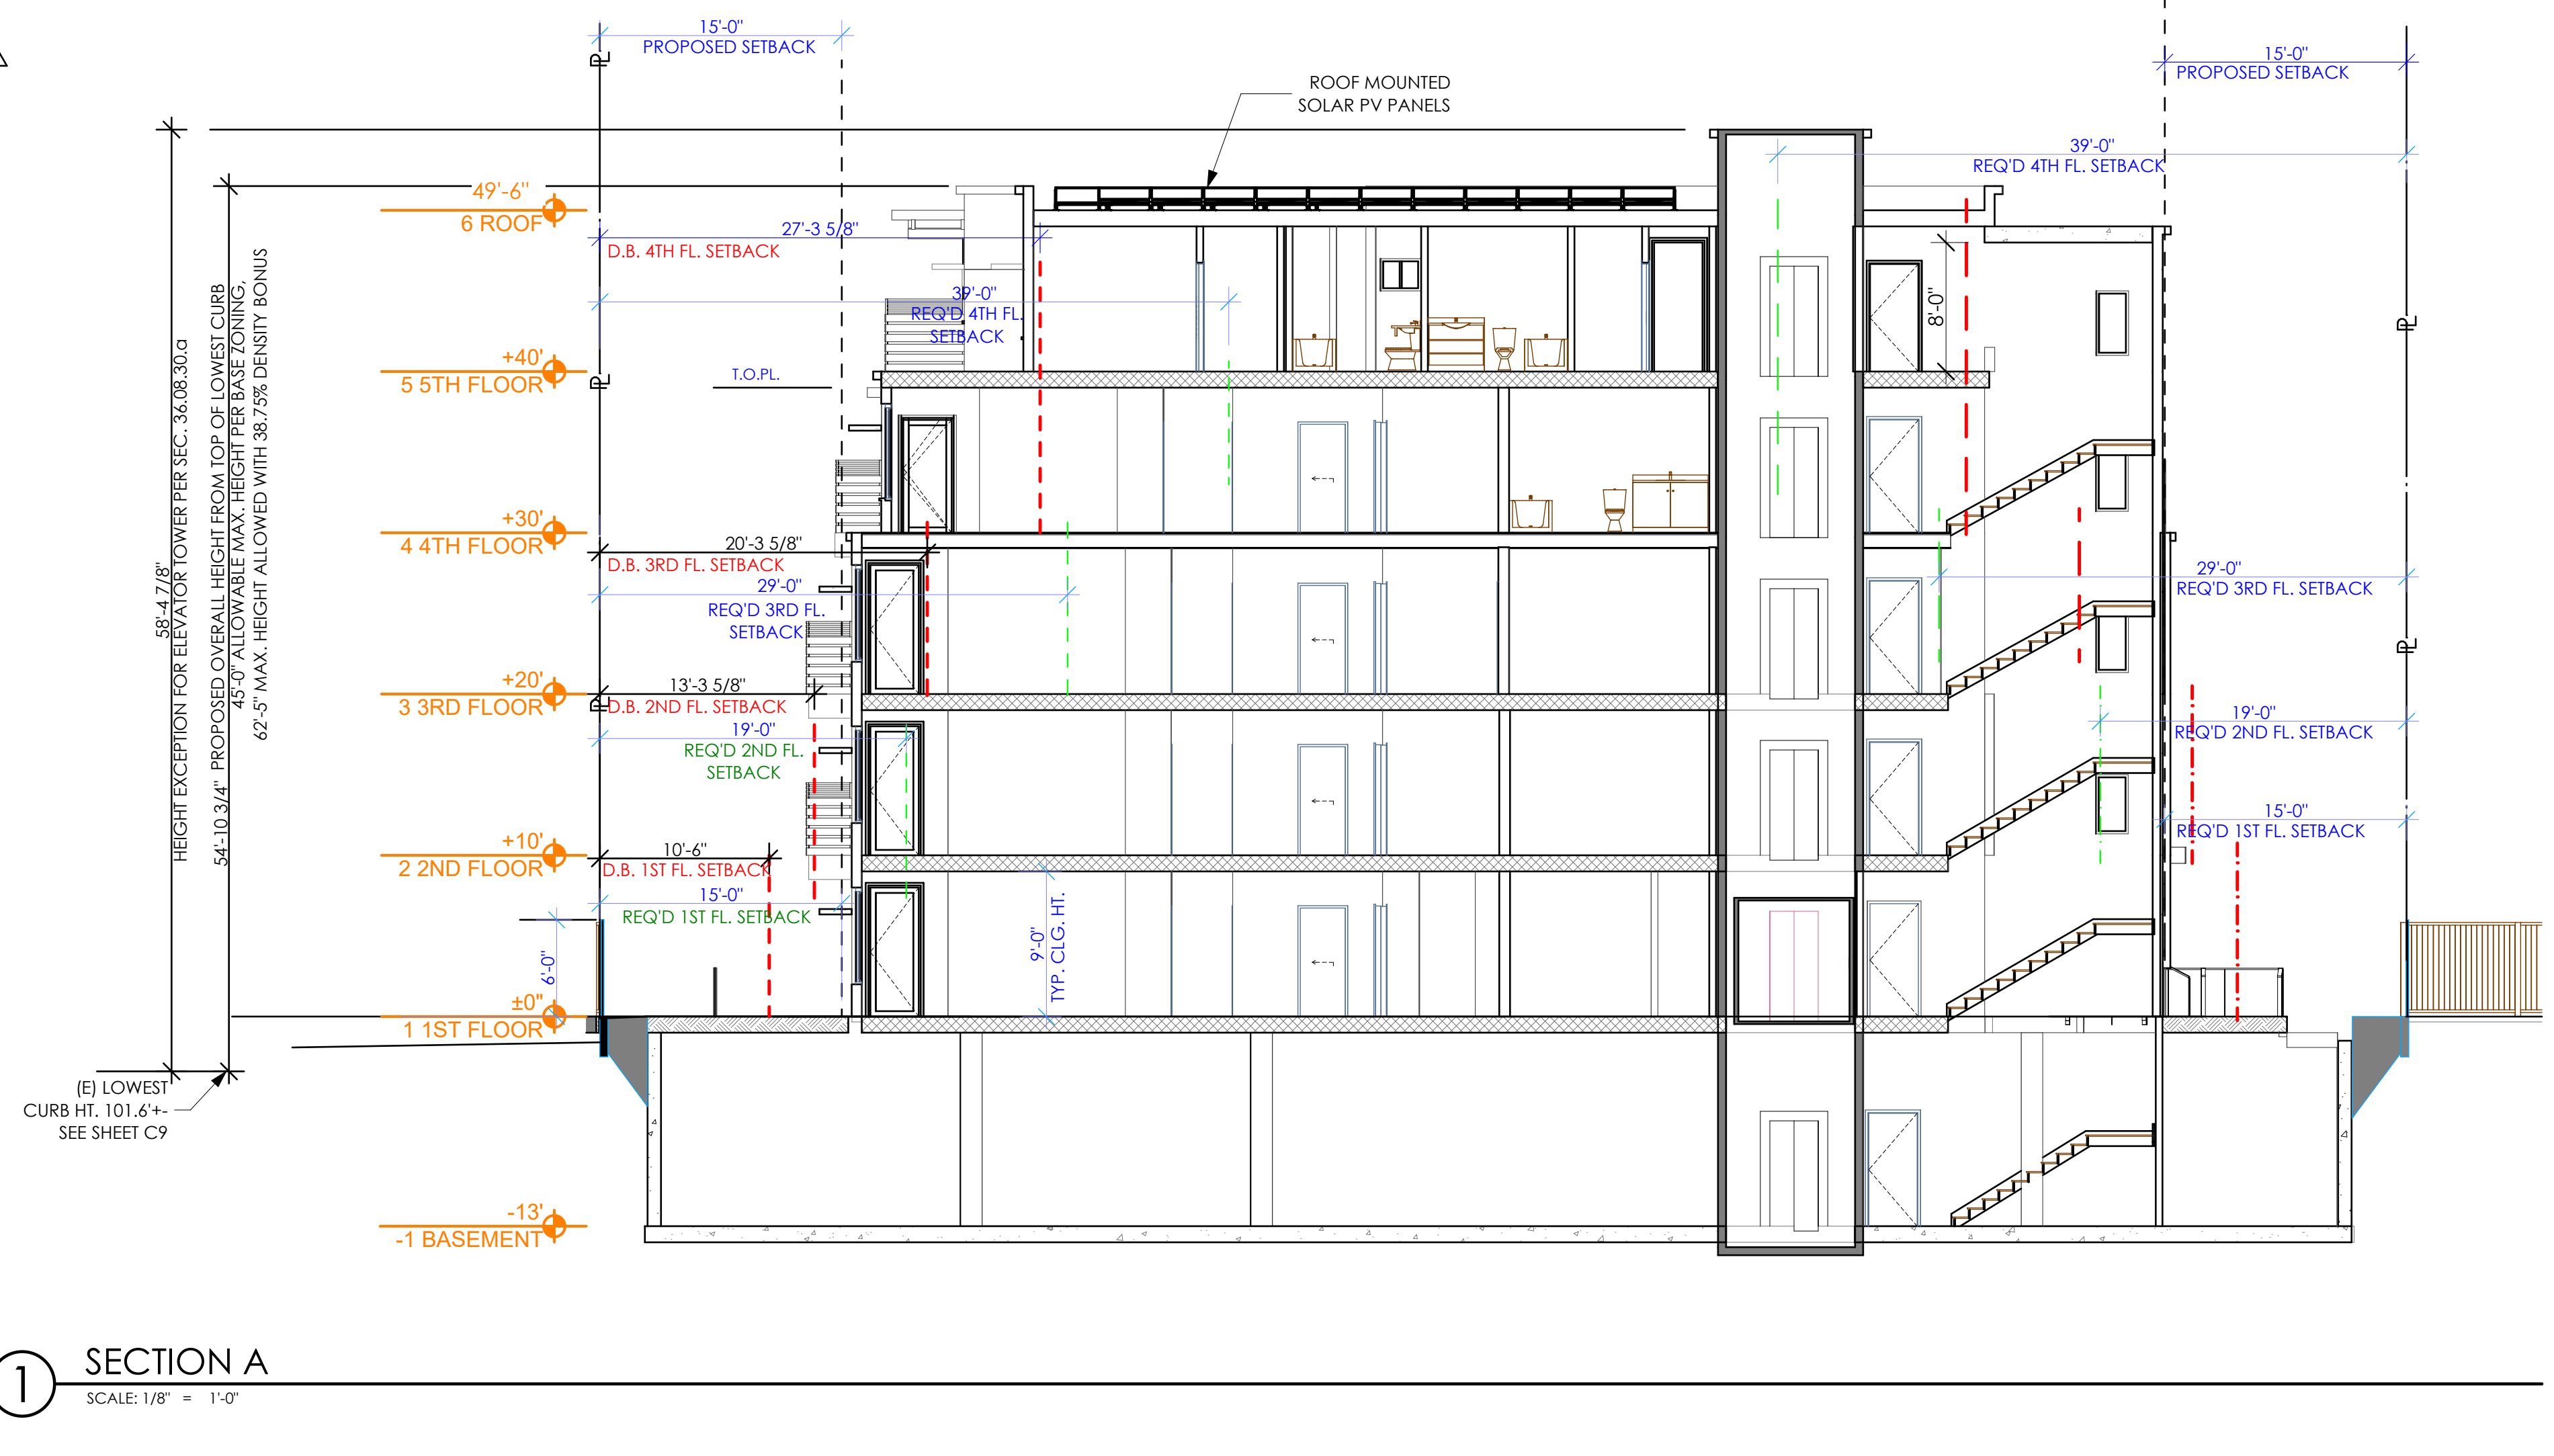 15'-0"
PROPOSED SETBACK
15'-0"
PROPOSED SETBACK
ROOF MOUNTED
SOLAR PV PANELS
39'-0"
REQ'D 4TH FL. SETBACK
49'-6"
6 ROOF
27'-3 5/8"
D.B. 4TH FL. SETBACK
39'-0"
REQ'D 4TH FL.
SETBACK
8'-0"
+40'
5 5TH FLOOR
T.O.PL.
+30'
4 4TH FLOOR
20'-3 5/8"
D.B. 3RD FL. SETBACK
29'-0"
REQ'D 3RD FL.
SETBACK
29'-0"
REQ'D 3RD FL. SETBACK
+20'
3 3RD FLOOR
13'-3 5/8"
D.B. 2ND FL. SETBACK
19'-0"
REQ'D 2ND FL.
SETBACK
19'-0"
REQ'D 2ND FL. SETBACK
+10'
2 2ND FLOOR
10'-6"
D.B. 1ST FL. SETBACK
15'-0"
REQ'D 1ST FL. SETBACK
15'-0"
REQ'D 1ST FL. SETBACK
9'-0"
TYP. CLG. HT.
6'-0"
±0"
1 1ST FLOOR
58'-4 7/8"
HEIGHT EXCEPTION FOR ELEVATOR TOWER PER SEC. 36.08.30.a
54'-10 3/4" PROPOSED OVERALL HEIGHT FROM TOP OF LOWEST CURB
45'-0" ALLOWABLE MAX. HEIGHT PER BASE ZONING,
62'-5" MAX. HEIGHT ALLOWED WITH 38.75% DENSITY BONUS
(E) LOWEST
CURB HT. 101.6'+-
SEE SHEET C9
-13'
-1 BASEMENT
PL
PL
PL
PL
PL
1
SECTION A
SCALE: 1/8" = 1'-0"